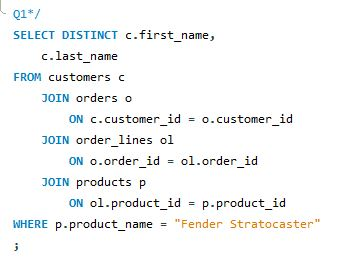 Q1*/
SELECT DISTINCT c.first_name,
    c.last_name
FROM customers c
    JOIN orders o
        ON c.customer_id = o.customer_id
    JOIN order_lines ol
        ON o.order_id = ol.order_id
    JOIN products p
        ON ol.product_id = p.product_id
WHERE p.product_name = "Fender Stratocaster"
;